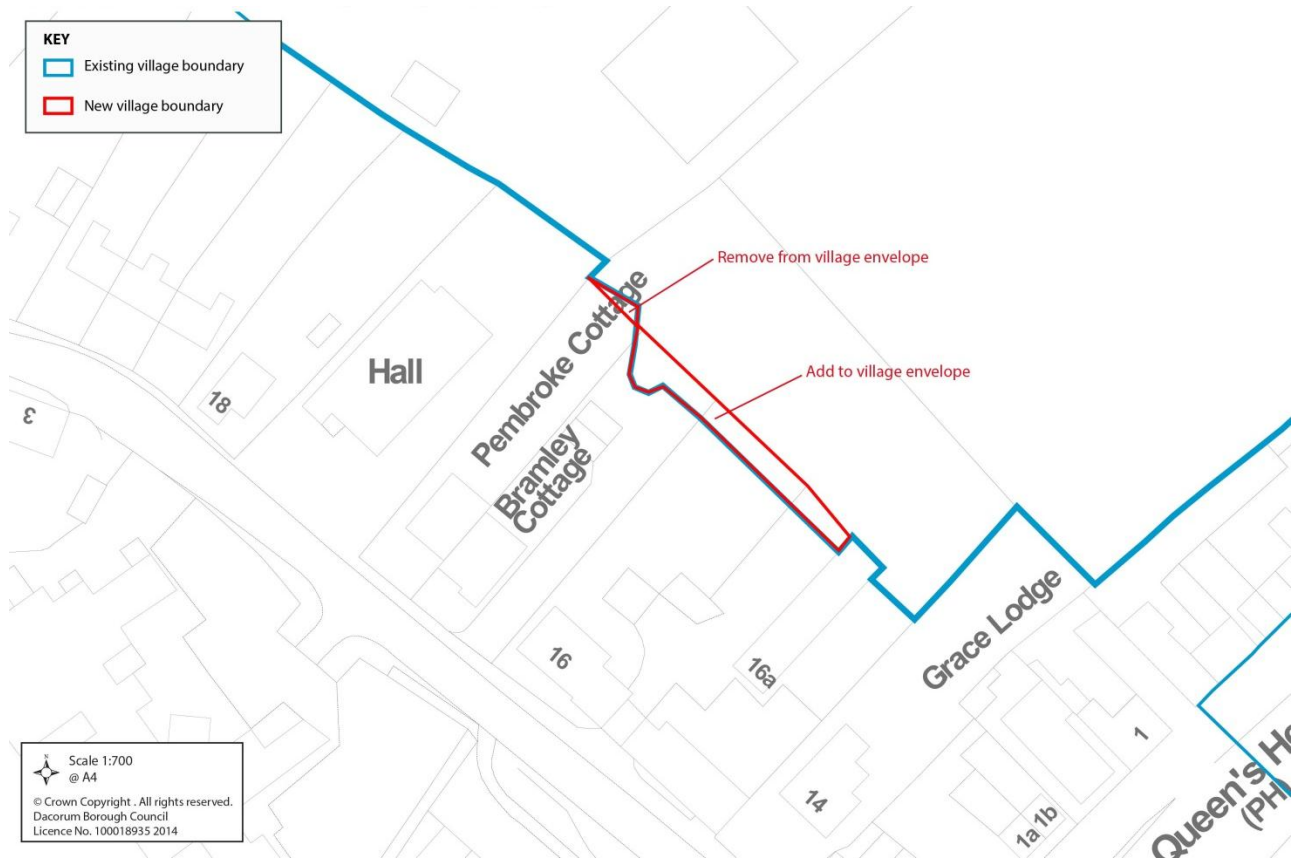 KEY
Existing village boundary
New village boundary
Remove from village envelope
Add to village envelope
Pembroke Cottage
Hall
Bramley
Cottage
18
3
16
16a
Grace Lodge
14
1
1a 1b
(PH)
N
Scale 1:700
@ A4
© Crown Copyright . All rights reserved.
Dacorum Borough Council
Licence No. 100018935 2014
Queen's